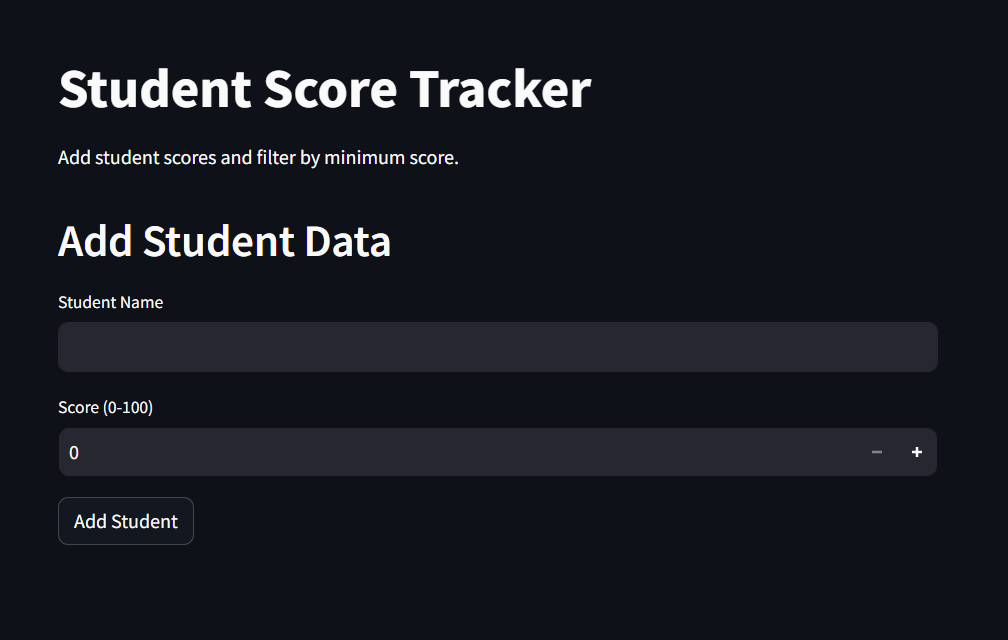 Student Score Tracker
Add student scores and filter by minimum score.
Add Student Data
Student Name
Score (0-100)
0
Add Student